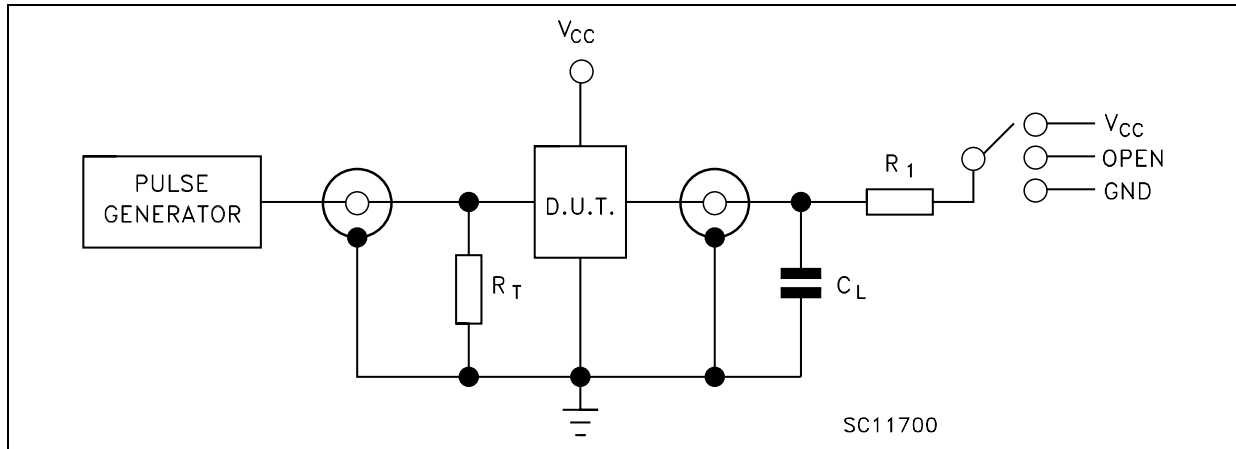 VCC
PULSE
GENERATOR
D.U.T.
RT
CL
R1
VCC
OPEN
GND
SC11700